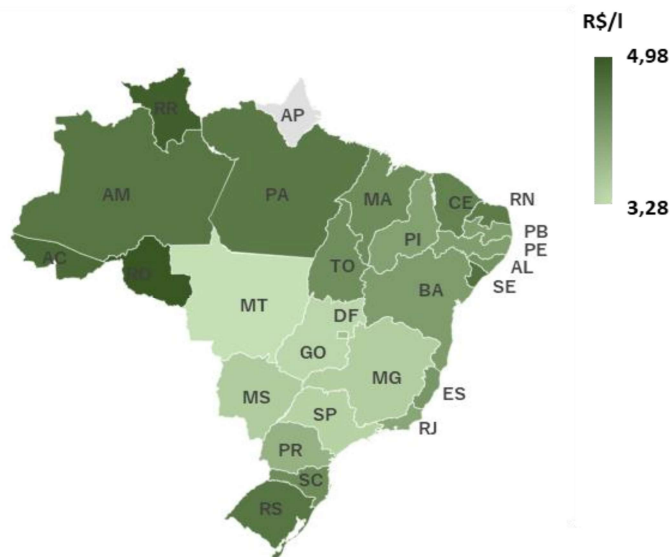 R$/l
4,98
3,28
RR
AP
AM
PA
MA
CE
RN
PB
PI
PE
AL
AC
RO
TO
SE
BA
MT
DF
GO
MG
ES
MS
SP
RJ
PR
SC
RS